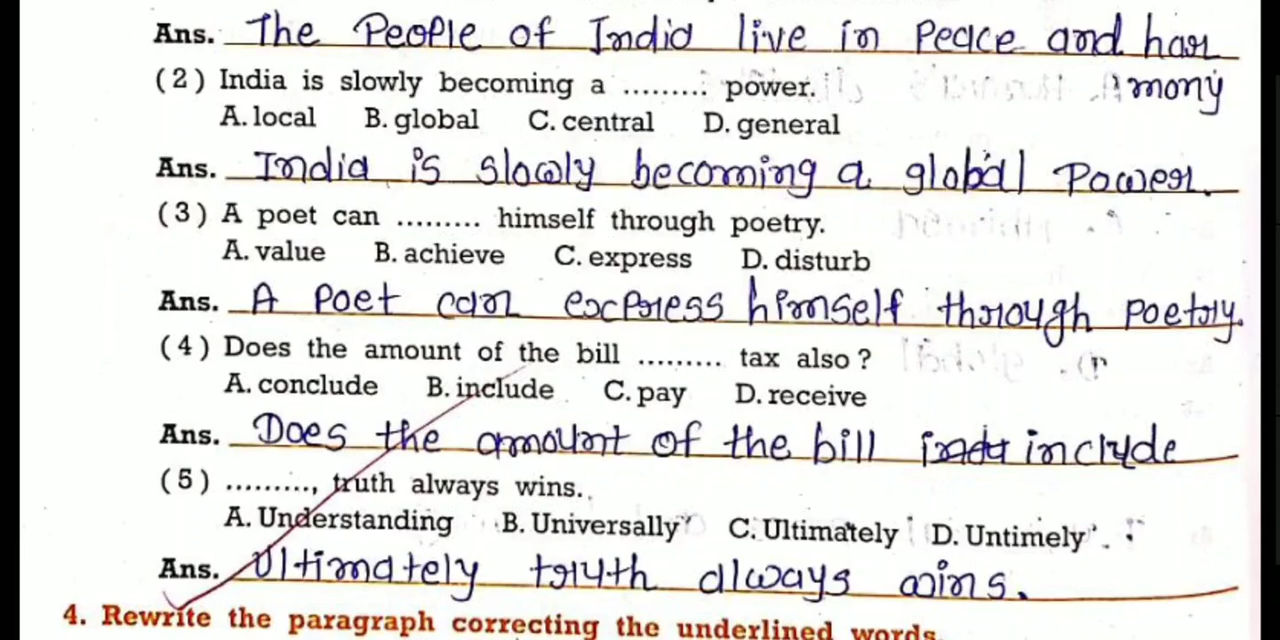 Ans. The People of India live in Peace and har
(2) India is slowly becoming a ......... power. mony
A. local B. global C. central D. general
Ans. India is slowly becoming a global Power.
(3) A poet can ......... himself through poetry.
A. value B. achieve C. express D. disturb
Ans. A Poet can excpress himself through poetry.
(4) Does the amount of the bill ......... tax also?
A. conclude B. include C. pay D. receive
Ans. Does the amount of the bill include
(5) ........., truth always wins.
A. Understanding B. Universally C. Ultimately D. Untimely
Ans. Ultimately truth always wins.
4. Rewrite the paragraph correcting the underlined words.